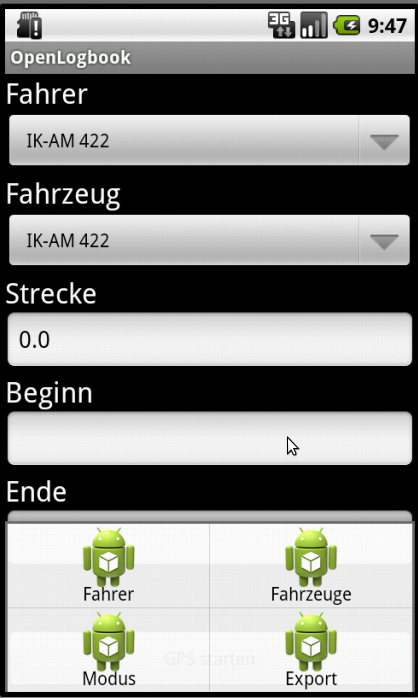 3G 9:47
OpenLogbook
Fahrer
IK-AM 422
Fahrzeug
IK-AM 422
Strecke
0.0
Beginn
Ende
Fahrer Fahrzeuge
GPS starten
Modus Export